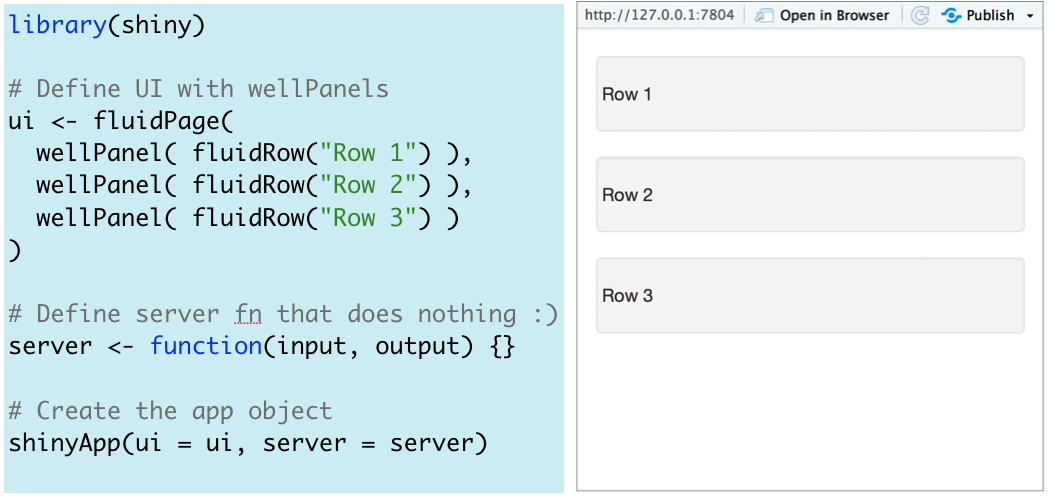 library(shiny)
# Define UI with wellPanels
ui <- fluidPage(
  wellPanel( fluidRow("Row 1") ),
  wellPanel( fluidRow("Row 2") ),
  wellPanel( fluidRow("Row 3") )
)
# Define server fn that does nothing :)
server <- function(input, output) {}
# Create the app object
shinyApp(ui = ui, server = server)
http://127.0.0.1:7804 Open in Browser Publish
Row 1
Row 2
Row 3